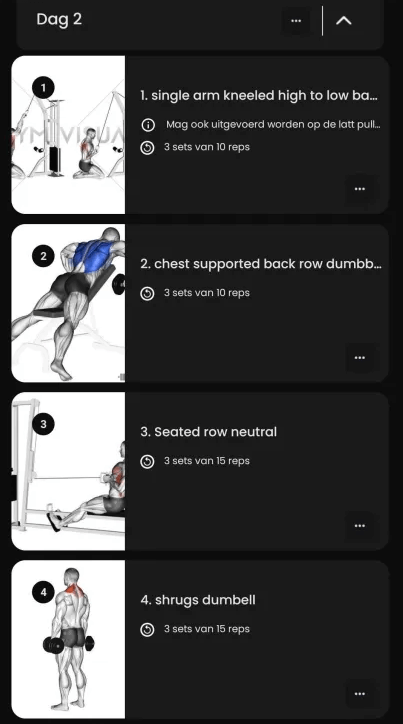 Dag 2
1
1. single arm kneeled high to low ba...
Mag ook uitgevoerd worden op de latt pull...
3 sets van 10 reps
2
2. chest supported back row dumbb...
3 sets van 10 reps
3
3. Seated row neutral
3 sets van 15 reps
4
4. shrugs dumbell
3 sets van 15 reps